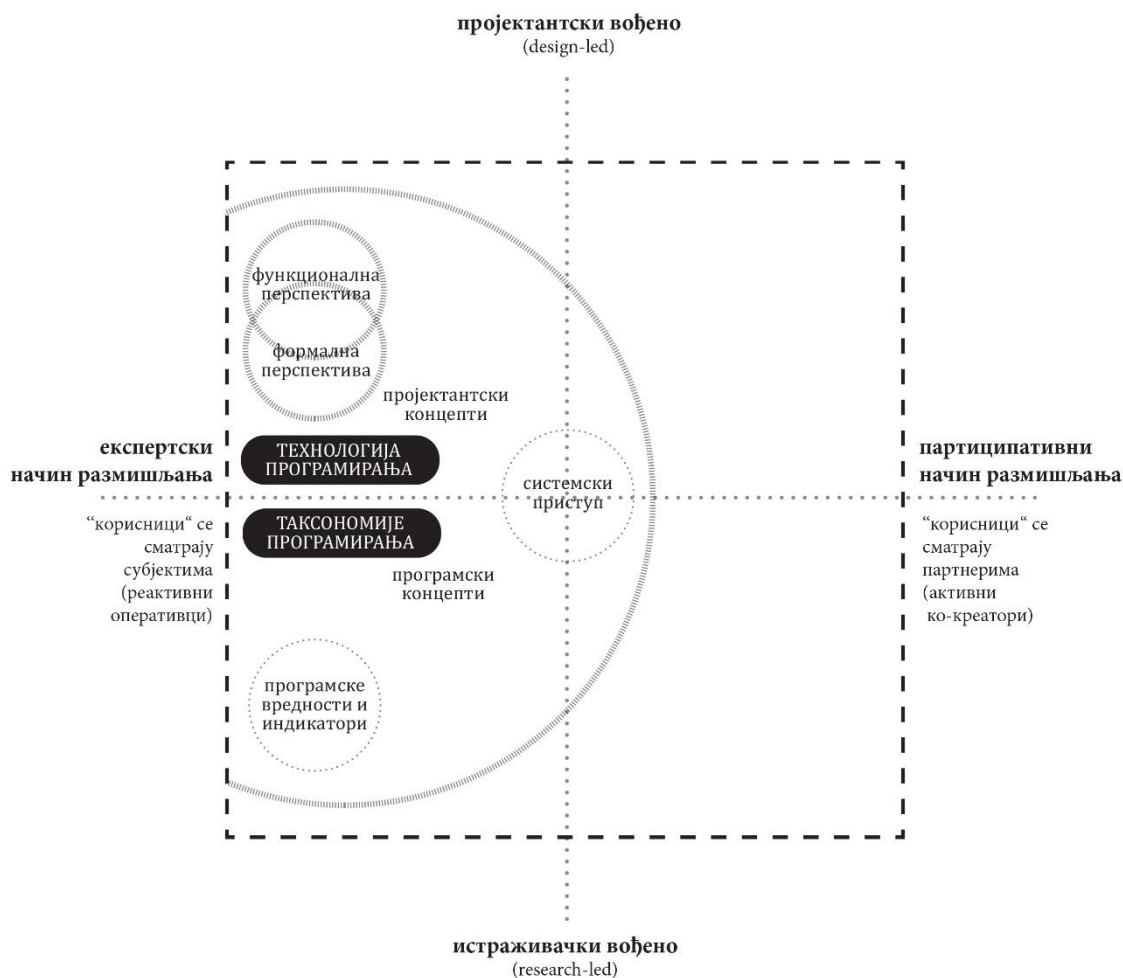 пројектантски вођено
(design-led)
функционална
перспектива
формална
перспектива
пројектантски
концепти
експертски
начин размишљања
ТЕХНОЛОГИЈА
ПРОГРАМИРАЊА
системски
приступ
партиципативни
начин размишљања
“корисници“ се
сматрају
субјектима
(реактивни
оперативци)
ТАКСОНОМИЈЕ
ПРОГРАМИРАЊА
програмски
концепти
“корисници“ се
сматрају
партнерима
(активни
ко-креатори)
програмске
вредности и
индикатори
истраживачки вођено
(research-led)